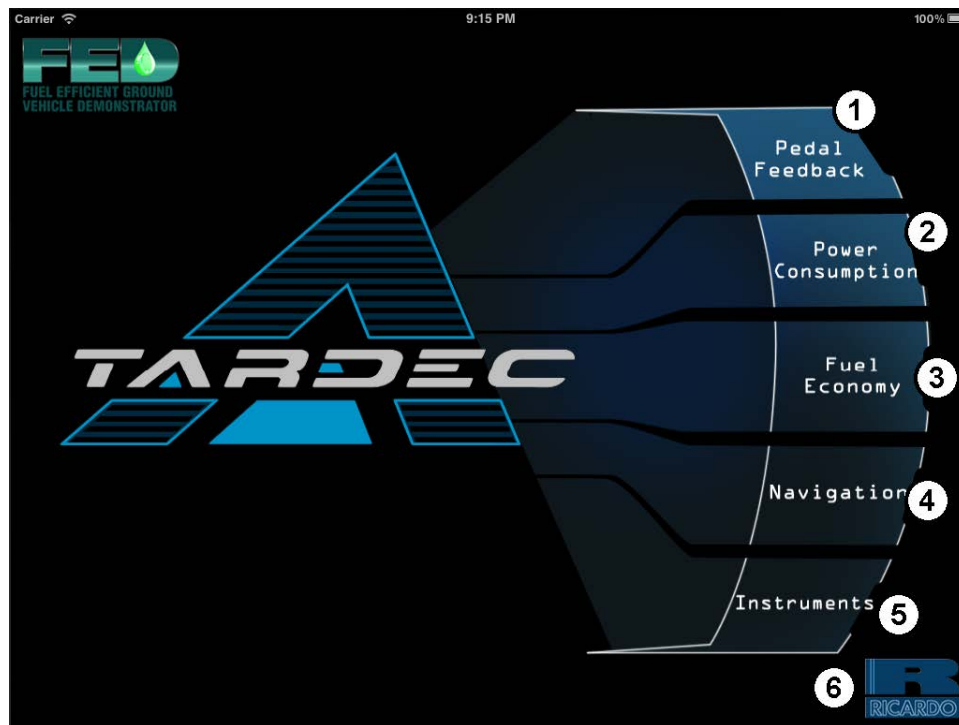 Carrier
9:15 PM
100%
FED
FUEL EFFICIENT GROUND
VEHICLE DEMONSTRATOR
1
Pedal
Feedback
2
Power
Consumption
TARDEC
3
Fuel
Economy
4
Navigation
5
Instruments
6
R
RICARDO